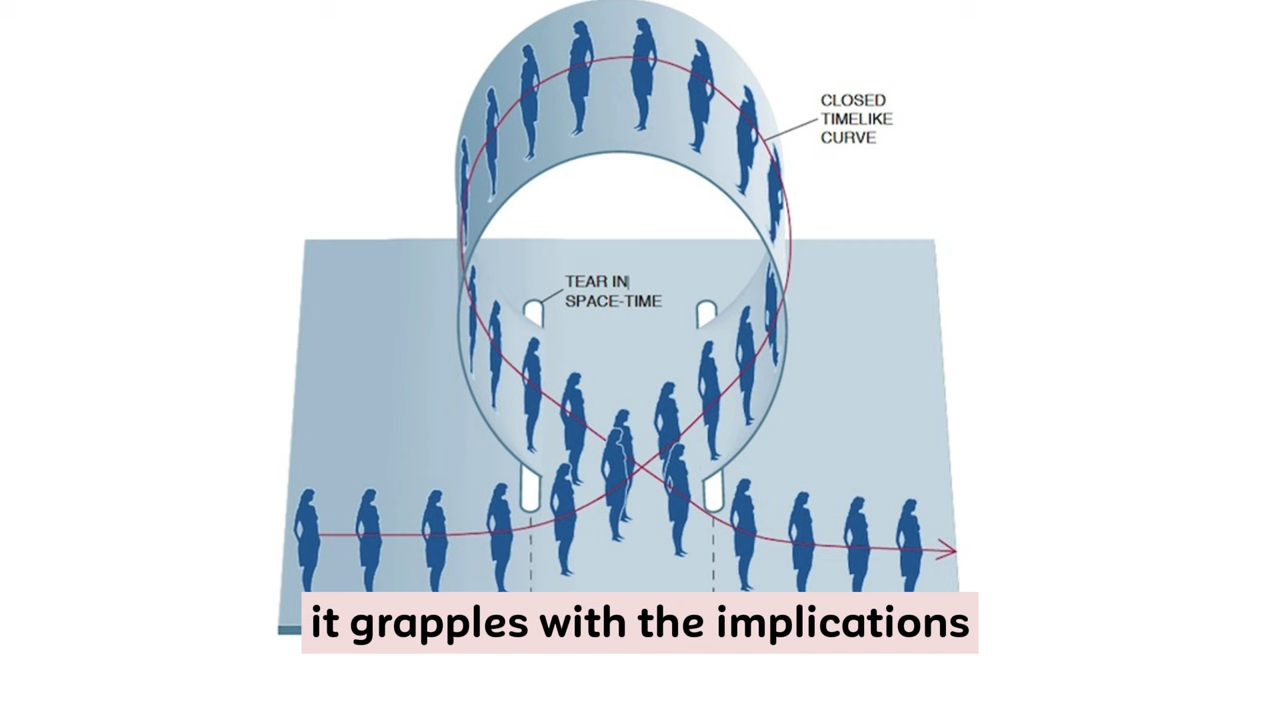 CLOSED
TIMELIKE
CURVE
TEAR IN
SPACE-TIME
it grapples with the implications